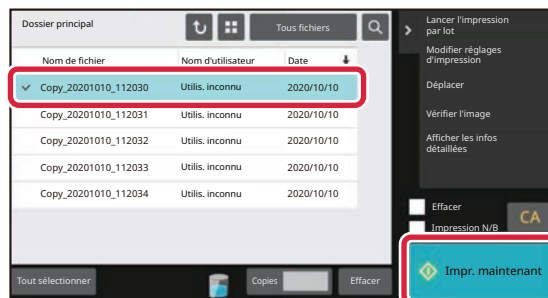 Dossier principal
Tous fichiers
Nom de fichier Nom d'utilisateur Date
Copy_20201010_112030 Utilis. inconnu 2020/10/10
Copy_20201010_112031 Utilis. inconnu 2020/10/10
Copy_20201010_112032 Utilis. inconnu 2020/10/10
Copy_20201010_112033 Utilis. inconnu 2020/10/10
Copy_20201010_112034 Utilis. inconnu 2020/10/10
Tout sélectionner
Copies
Effacer
Lancer l'impression
par lot
Modifier réglages
d'impression
Déplacer
Vérifier l'image
Afficher les infos
détaillées
Effacer
Impression N/B
CA
Impr. maintenant